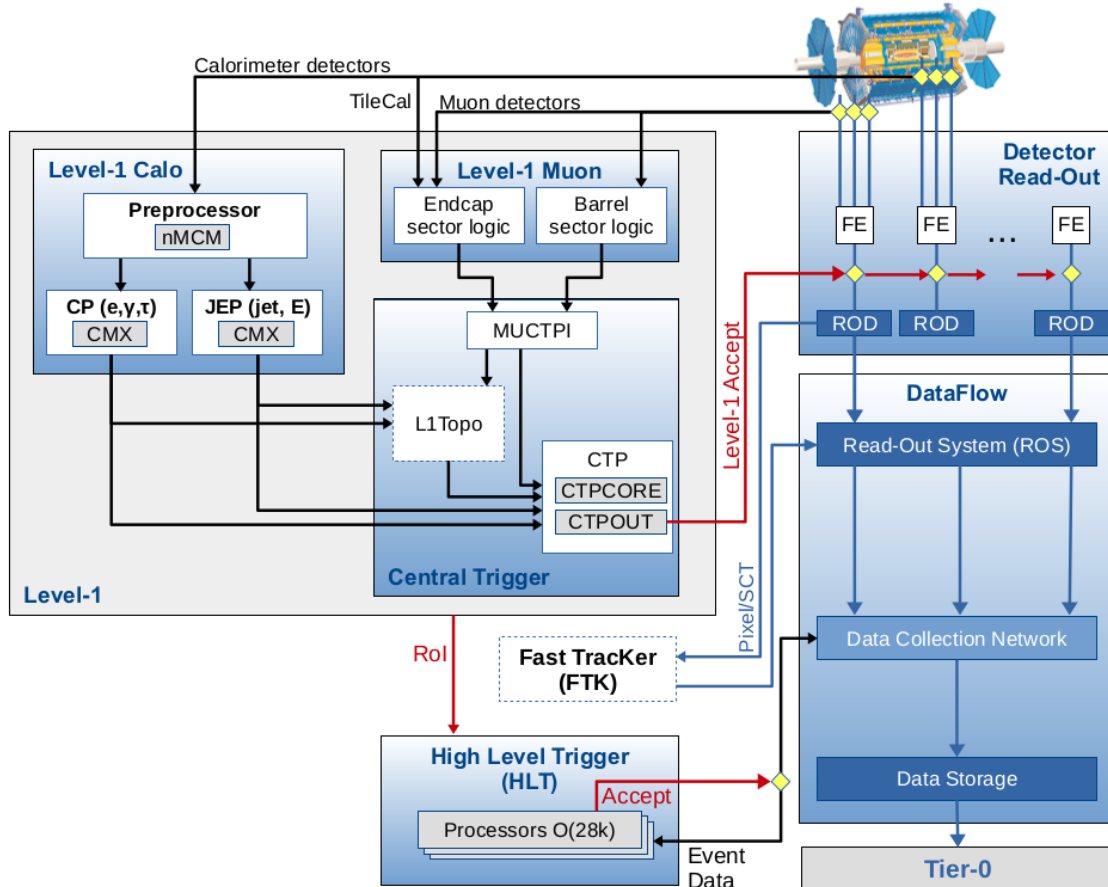 Calorimeter detectors
TileCal
Muon detectors
Level-1 Calo
Preprocessor
nMCM
CP (e,γ,τ)
CMX
JEP (jet, E)
CMX
Level-1 Muon
Endcap
sector logic
Barrel
sector logic
MUCTPI
L1Topo
CTP
CTPCORE
CTPOUT
Central Trigger
Level-1
Level-1 Accept
Detector
Read-Out
FE
FE
...
FE
ROD
ROD
ROD
DataFlow
Read-Out System (ROS)
Data Collection Network
Data Storage
Tier-0
Pixel/SCT
RoI
Fast TracKer
(FTK)
High Level Trigger
(HLT)
Accept
Processors O(28k)
Event
Data